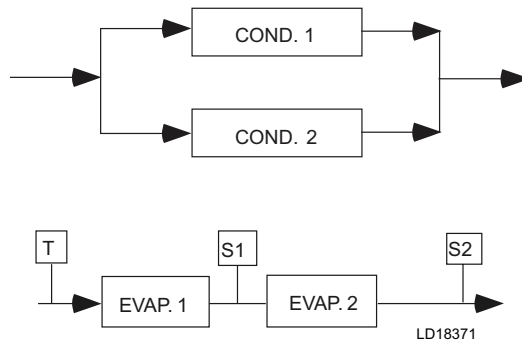 COND. 1
COND. 2
T
S1
S2
EVAP. 1
EVAP. 2
LD18371